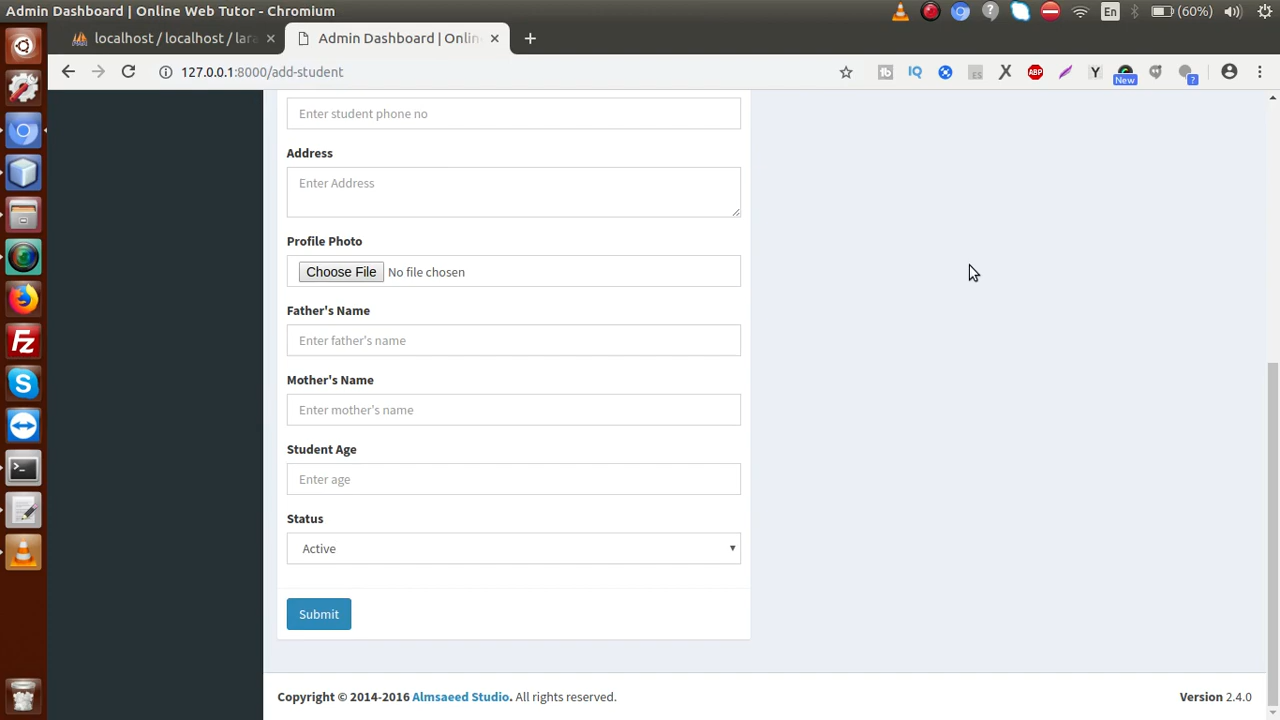 Admin Dashboard | Online Web Tutor - Chromium
En
(60%)
localhost / localhost / lara
Admin Dashboard | Onlin
127.0.0.1:8000/add-student
IQ
ABP
Y
New
Enter student phone no
Address
Enter Address
Profile Photo
Choose File No file chosen
Father's Name
Enter father's name
Mother's Name
Enter mother's name
Student Age
Enter age
Status
Active
Submit
Copyright © 2014-2016 Almsaeed Studio. All rights reserved.
Version 2.4.0